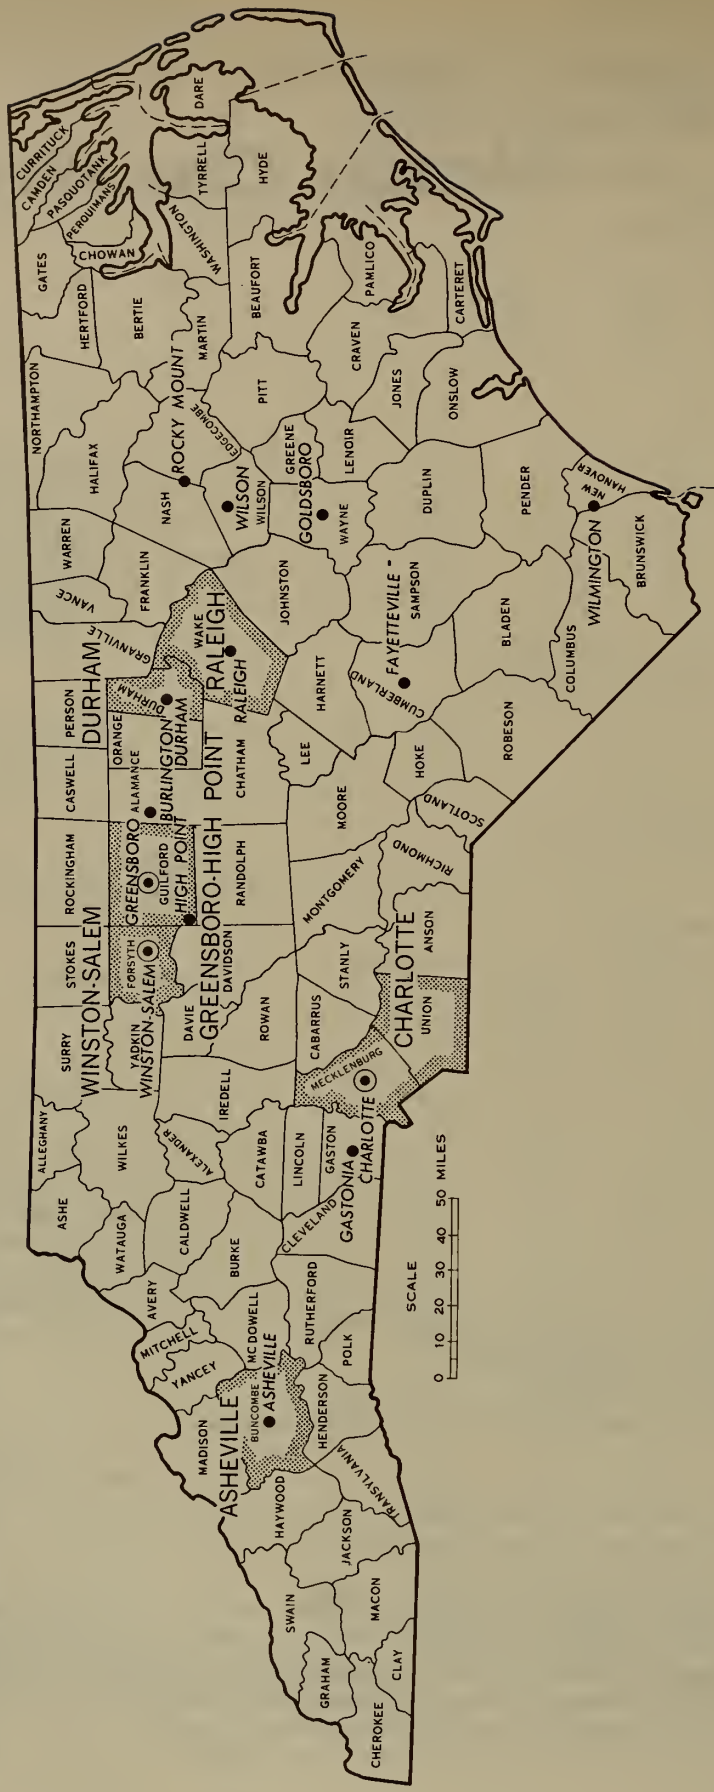 ALLEGHANY
ASHE
SURRY
STOKES
ROCKINGHAM
CASWELL
PERSON
VANCE
WARREN
NORTHAMPTON
GATES
CURRITUCK
CAMDEN
PASQUOTANK
PERQUIMANS
CHOWAN
HERTFORD
HALIFAX
GRANVILLE
WATAUGA
WILKES
WINSTON-SALEM
YADKIN
WINSTON-SALEM
FORSYTH
GREENSBORO
GUILFORD
HIGH POINT
ALAMANCE
BURLINGTON
ORANGE
DURHAM
DURHAM
DURHAM
FRANKLIN
NASH
ROCKY MOUNT
EDGECOMBE
BERTIE
MARTIN
WASHINGTON
TYRRELL
DARE
AVERY
MITCHELL
YANCEY
MADISON
CALDWELL
ALEXANDER
IREDELL
DAVIE
DAVIDSON
GREENSBORO-HIGH POINT
RANDOLPH
CHATHAM
RALEIGH
WAKE
RALEIGH
WILSON
WILSON
PITT
BEAUFORT
HYDE
ASHEVILLE
BUNCOMBE
ASHEVILLE
MC DOWELL
BURKE
CATAWBA
ROWAN
JOHNSTON
GREENE
GOLDSBORO
WAYNE
LENOIR
CRAVEN
PAMLICO
SWAIN
HAYWOOD
HENDERSON
RUTHERFORD
POLK
CLEVELAND
LINCOLN
GASTON
GASTONIA
CHARLOTTE
MECKLENBURG
CABARRUS
STANLY
MONTGOMERY
MOORE
LEE
HARNETT
JONES
CARTERET
GRAHAM
CHEROKEE
CLAY
MACON
JACKSON
TRANSYLVANIA
CHARLOTTE
UNION
ANSON
RICHMOND
SCOTLAND
HOKE
CUMBERLAND
FAYETTEVILLE
SAMPSON
DUPLIN
ONSLOW
ROBESON
BLADEN
PENDER
COLUMBUS
WILMINGTON
NEW
HANOVER
BRUNSWICK
SCALE
0 10 20 30 40 50 MILES